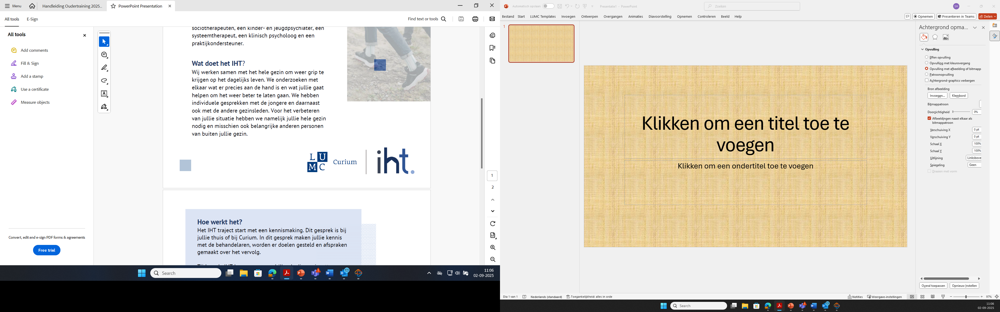 Menu
Handleiding Oudertraining 2025...
PowerPoint Presentation
All tools
E-Sign
Find text or tools
All tools
Add comments
Fill & Sign
Add a stamp
Use a certificate
Measure objects
Convert, edit and e-sign PDF forms & agreements
Free trial
sociotherapeuten, een kinder- en jeugdpsychiater, een
systeemtherapeut, een klinisch psycholoog en een
praktijkondersteuner.
Wat doet het IHT?
Wij werken samen met het hele gezin om weer grip te
krijgen op het dagelijks leven. We onderzoeken met
elkaar wat er precies aan de hand is en wat jullie gaat
helpen om het weer beter te laten gaan. We hebben
individuele gesprekken met de jongere en daarnaast
ook met de andere gezinsleden. Voor het verbeteren
van jullie situatie hebben we namelijk jullie hele gezin
nodig en misschien ook belangrijke anderen personen
van buiten jullie gezin.
LU
MC
Curium
iht.
Hoe werkt het?
Het IHT traject start met een kennismaking. Dit gesprek is bij
jullie thuis of bij Curium. In dit gesprek maken jullie kennis
met de behandelaren, worden er doelen gesteld en afspraken
gemaakt over het vervolg.
1
2
Search
11:06
02-09-2025
Automatisch opslaan
Presentatie1 - PowerPoint
Zoeken
SH
Bestand Start LUMC Templates Invoegen Ontwerpen Overgangen Animaties Diavoorstelling Opnemen Controleren Beeld Help
Opnemen
Presenteren in Teams
Delen
1
Klikken om een titel toe te
voegen
Klikken om een ondertitel toe te voegen
Achtergrond opma...
Opvulling
Effen opvulling
Opvulling met kleurovergang
Opvulling met afbeelding of bitmapp
Patroonopvulling
Achtergrond-graphics verbergen
Bron afbeelding
Invoegen...
Klembord
Bitmappatroon
Doorzichtigheid
0%
Afbeeldingen naast elkaar als
bitmappatroon
Verschuiving X
0 pt
Verschuiving Y
0 pt
Schaal X
100%
Schaal Y
100%
Uitlijning
Linksbove
Spiegeling
Geen
Draaien met vorm
Overal toepassen
Opnieuw instellen
Dia 1 van 1
Nederlands (standaard)
Toegankelijkheid: alles in orde
Notities
Weergave-instellingen
97%
Search
11:06
02-09-2025